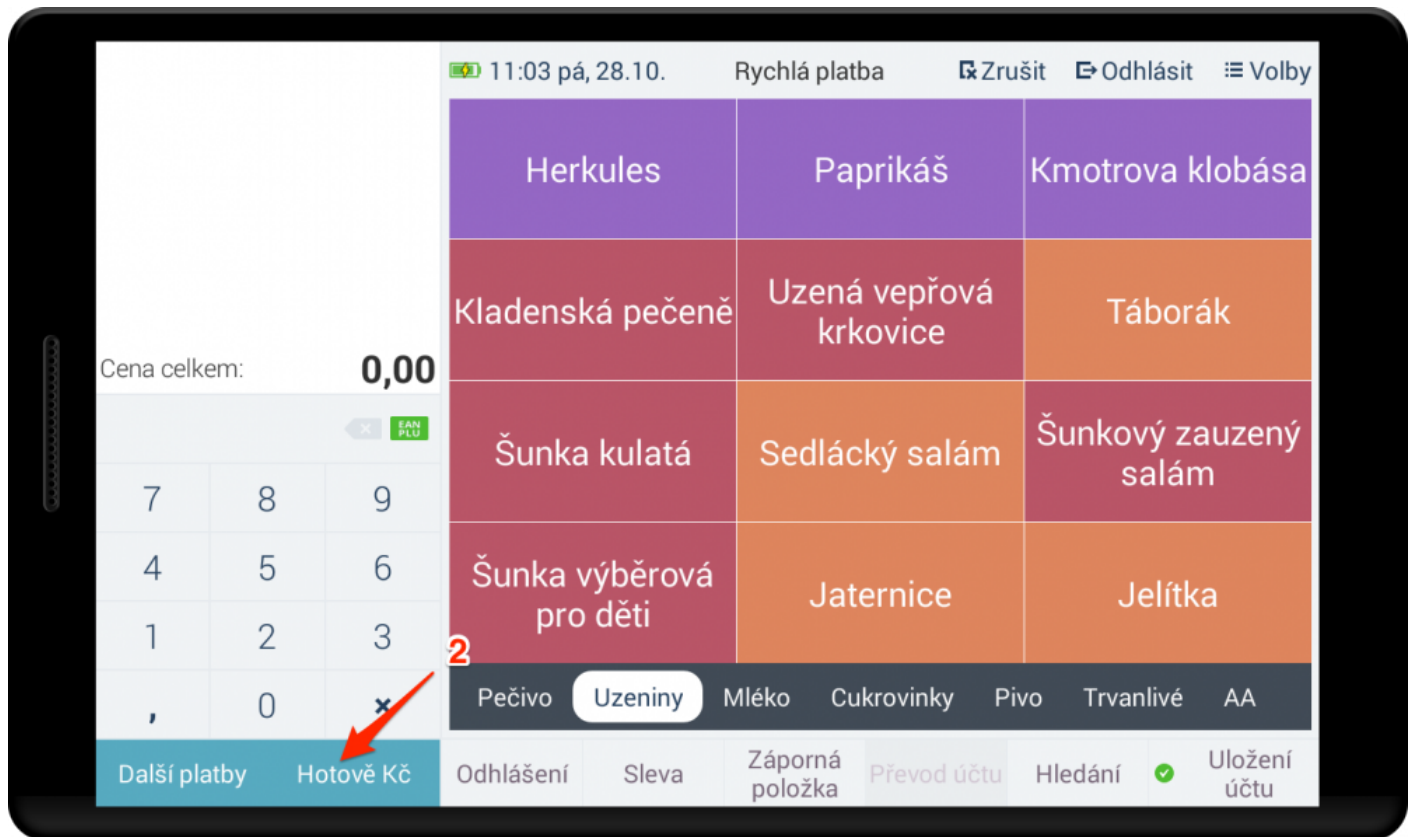 11:03 pá, 28.10.
Rychlá platba
Zrušit
Odhlásit
Volby
Herkules
Paprikáš
Kmotrova klobása
Kladenská pečeně
Uzená vepřová
krkovice
Táborák
Cena celkem:
0,00
EAN
PLU
Šunka kulatá
Sedlácký salám
Šunkový zauzený
salám
7 8 9
4 5 6
1 2 3
, 0 ×
Šunka výběrová
pro děti
Jaternice
Jelítka
2
Pečivo
Uzeniny
Mléko
Cukrovinky
Pivo
Trvanlivé
AA
Další platby
Hotově Kč
Odhlášení
Sleva
Záporná
položka
Převod účtu
Hledání
Uložení
účtu